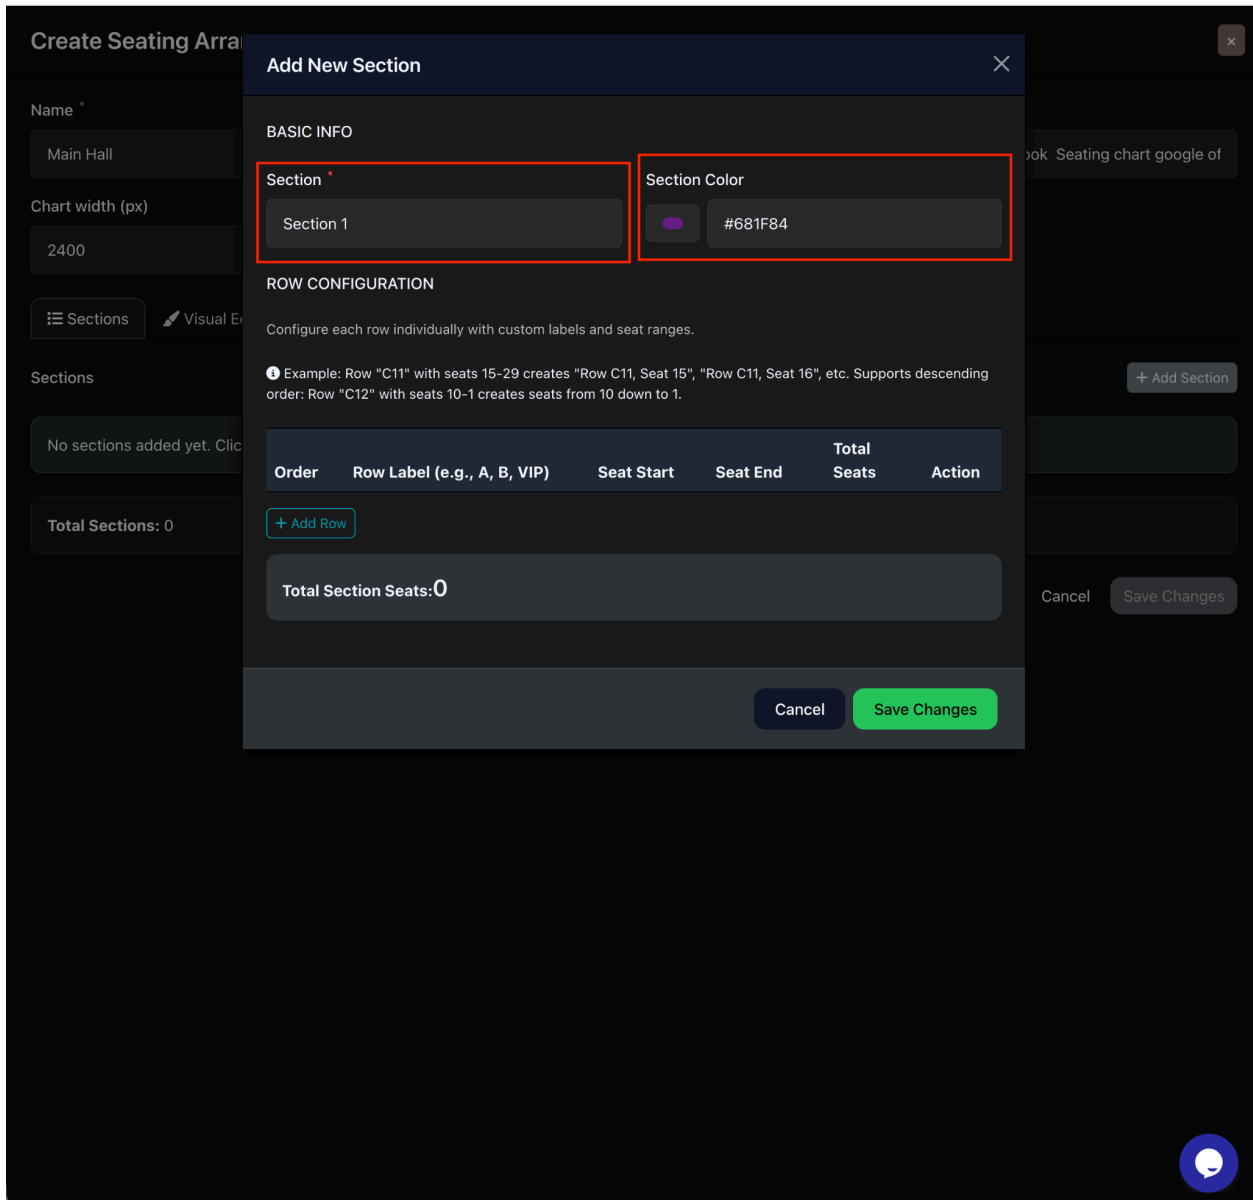 Create Seating Arra
Add New Section
Name *
BASIC INFO
Main Hall
ook Seating chart google of
Section *
Section Color
Chart width (px)
Section 1
#681F84
2400
ROW CONFIGURATION
Sections
Visual E
Configure each row individually with custom labels and seat ranges.
Sections
Example: Row "C11" with seats 15-29 creates "Row C11, Seat 15", "Row C11, Seat 16", etc. Supports descending
order: Row "C12" with seats 10-1 creates seats from 10 down to 1.
+ Add Section
No sections added yet. Clic
Order Row Label (e.g., A, B, VIP) Seat Start Seat End Total Seats Action
+ Add Row
Total Sections: 0
Total Section Seats:0
Cancel
Save Changes
Cancel
Save Changes